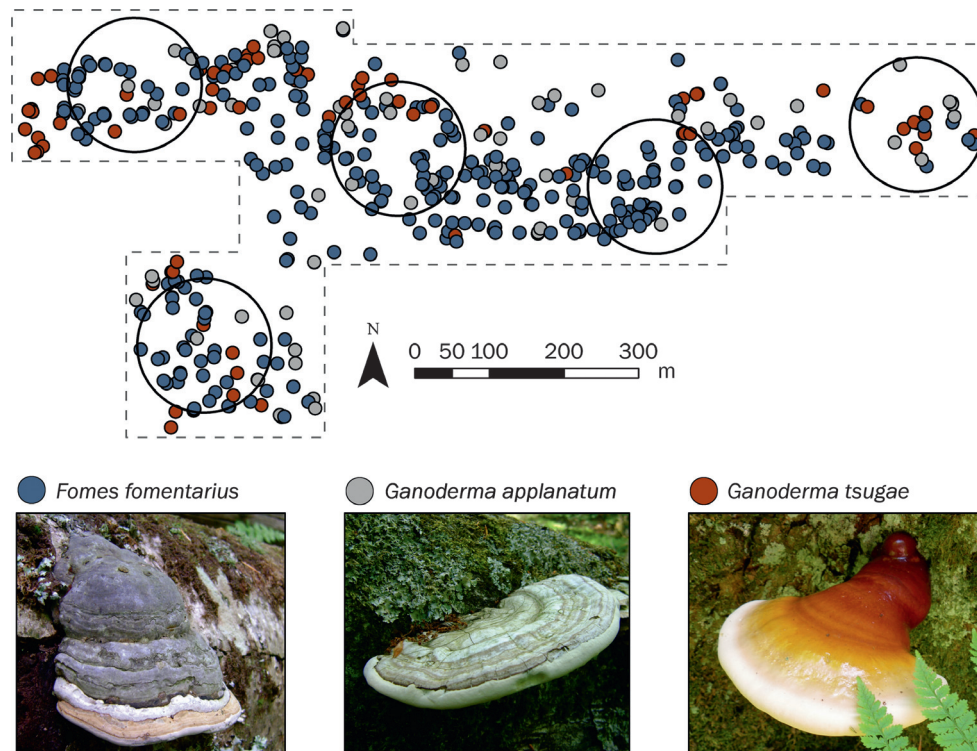 N
0 50 100 200 300
m
Fomes fomentarius
Ganoderma applanatum
Ganoderma tsugae